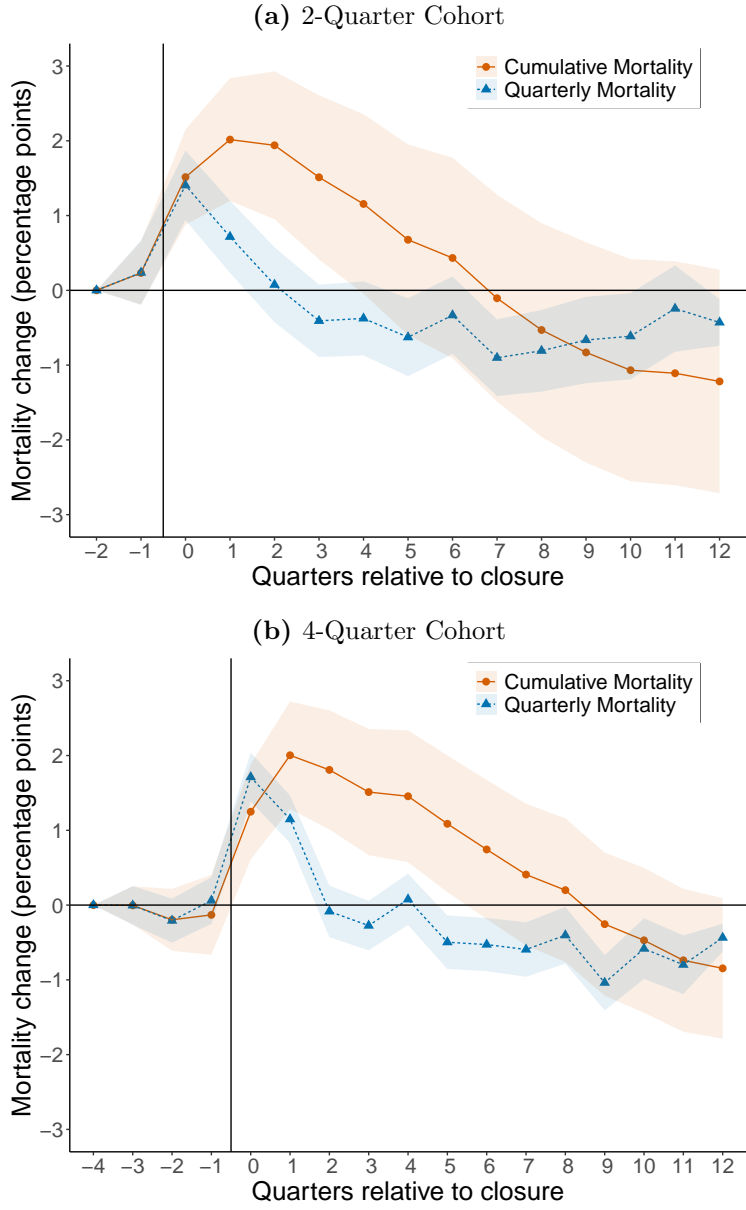 (a) 2-Quarter Cohort
Mortality change (percentage points)
3
2
1
0
−1
−2
−3
Cumulative Mortality
Quarterly Mortality
−2 −1 0 1 2 3 4 5 6 7 8 9 10 11 12
Quarters relative to closure
(b) 4-Quarter Cohort
Mortality change (percentage points)
3
2
1
0
−1
−2
−3
Cumulative Mortality
Quarterly Mortality
−4 −3 −2 −1 0 1 2 3 4 5 6 7 8 9 10 11 12
Quarters relative to closure